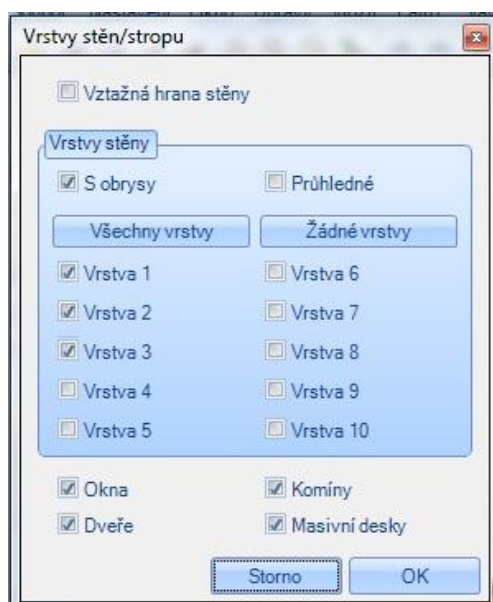 Vrstvy stěn/stropu
Vztažná hrana stěny
Vrstvy stěny
S obrysy Průhledné
Všechny vrstvy Žádné vrstvy
Vrstva 1 Vrstva 6
Vrstva 2 Vrstva 7
Vrstva 3 Vrstva 8
Vrstva 4 Vrstva 9
Vrstva 5 Vrstva 10
Okna Komíny
Dveře Masivní desky
Storno OK